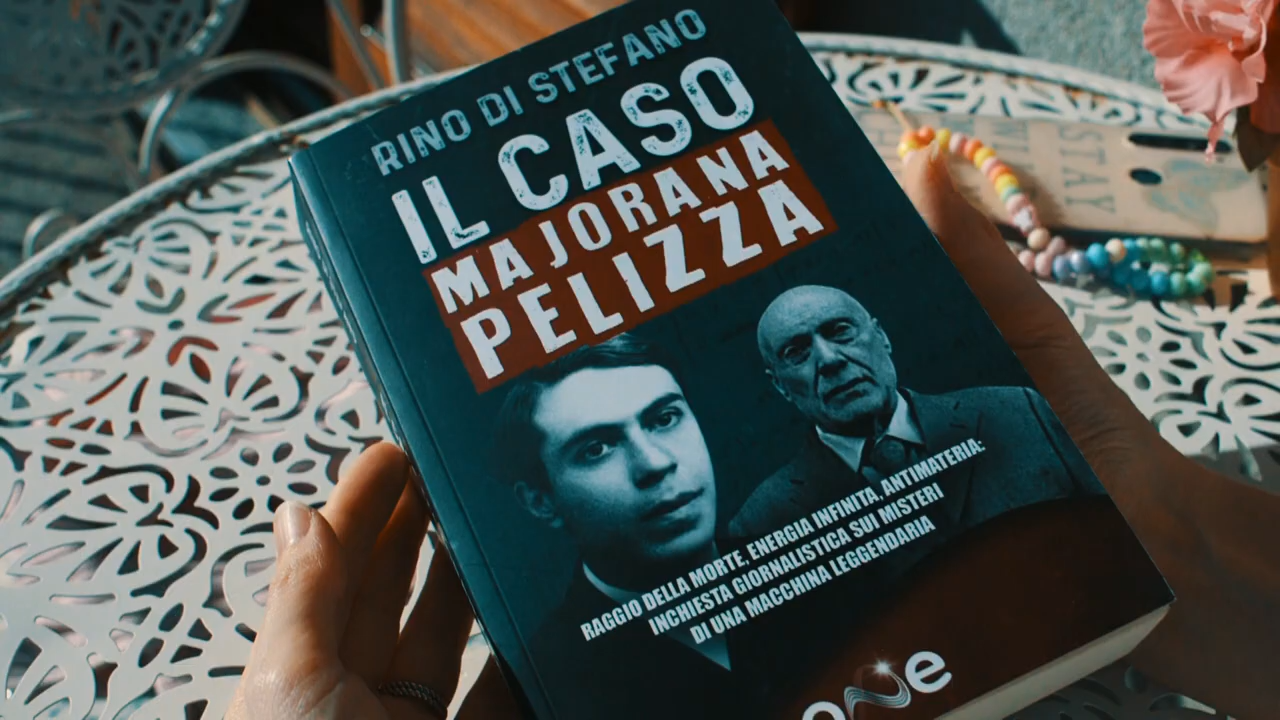 RINO DI STEFANO
IL CASO
MAJORANA
PELIZZA
RAGGIO DELLA MORTE, ENERGIA INFINITA, ANTIMATERIA:
INCHIESTA GIORNALISTICA SUI MISTERI
DI UNA MACCHINA LEGGENDARIA
one
STAY